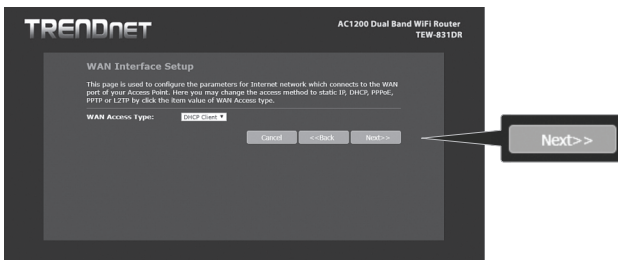 TRENDNET
AC1200 Dual Band WiFi Router
TEW-831DR
WAN Interface Setup
This page is used to configure the parameters for Internet network which connects to the WAN
port of your Access Point. Here you may change the access method to static IP, DHCP, PPPoE,
PPTP or L2TP by click the item value of WAN Access type.
WAN Access Type: DHCP Client
Cancel <<Back Next>>
Next>>